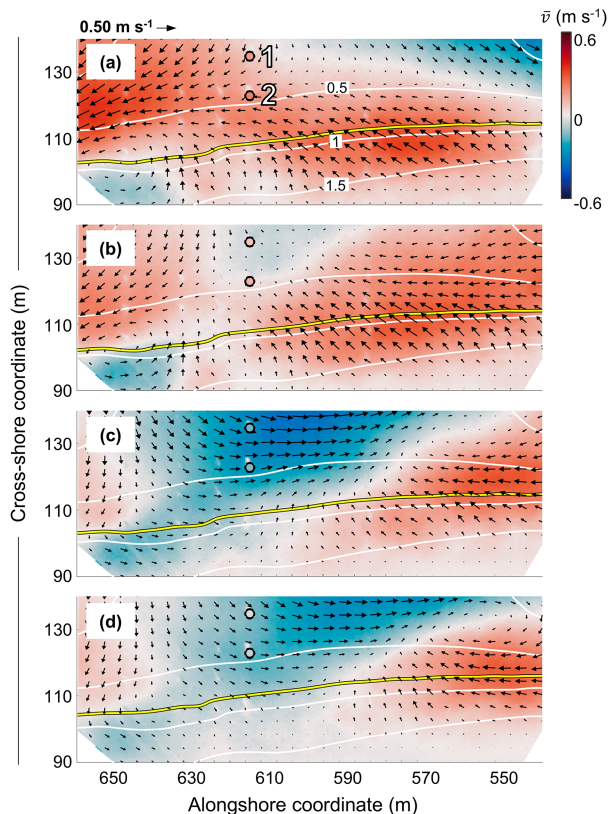 0.50 m s⁻¹
v̄ (m s⁻¹)
0.6
0
-0.6
(a)
1
2
0.5
1
1.5
130
110
90
(b)
130
110
90
(c)
130
110
90
(d)
130
110
90
Cross-shore coordinate (m)
650 630 610 590 570 550
Alongshore coordinate (m)